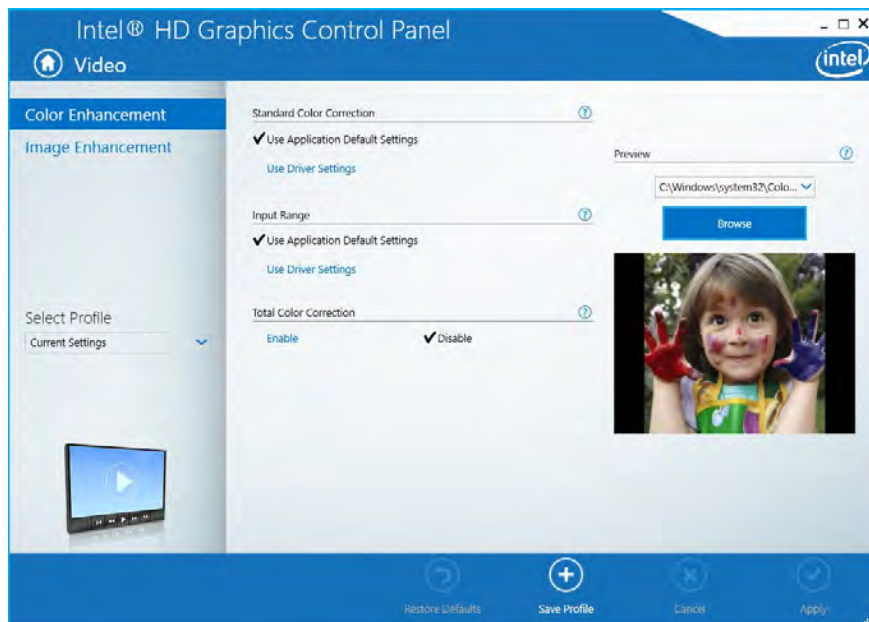 Intel® HD Graphics Control Panel
Video
intel
Color Enhancement
Image Enhancement
Select Profile
Current Settings
Standard Color Correction
Use Application Default Settings
Use Driver Settings
Input Range
Use Application Default Settings
Use Driver Settings
Total Color Correction
Enable Disable
Preview
C:\Windows\system32\Colo...
Browse
Restore Defaults Save Profile Cancel Apply